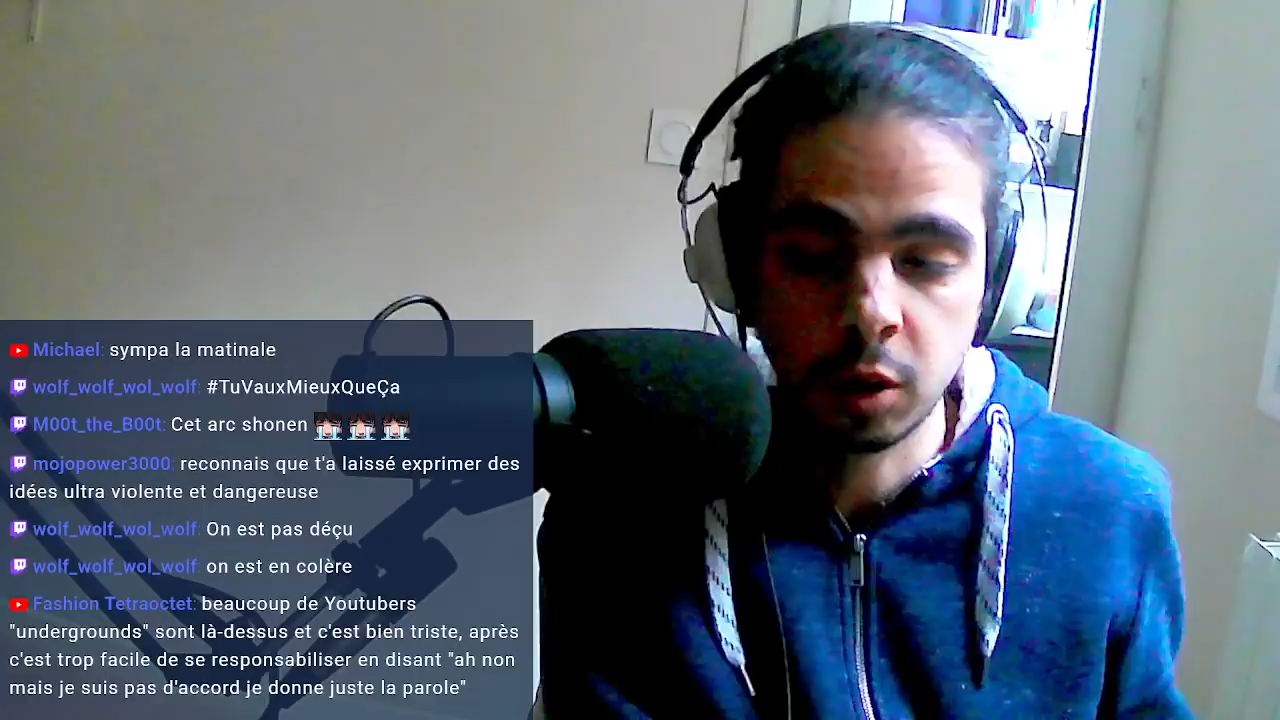 Michael: sympa la matinale
wolf_wolf_wol_wolf: #TuVauxMieuxQueÇa
M00t_the_B00t: Cet arc shonen
mojopower3000: reconnais que t'a laissé exprimer des
idées ultra violente et dangereuse
wolf_wolf_wol_wolf: On est pas déçu
wolf_wolf_wol_wolf: on est en colère
Fashion Tetraoctet: beaucoup de Youtubers
"undergrounds" sont là-dessus et c'est bien triste, après
c'est trop facile de se responsabiliser en disant "ah non
mais je suis pas d'accord je donne juste la parole"